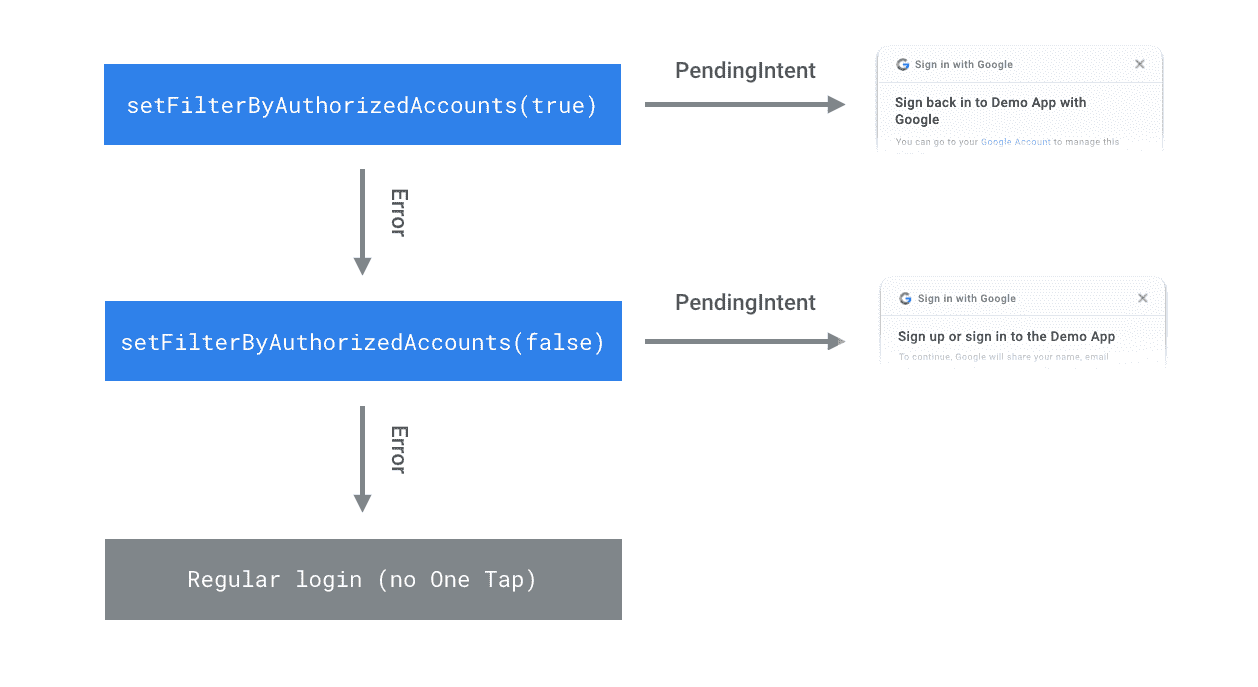 setFilterByAuthorizedAccounts(true)
PendingIntent
Sign in with Google
Sign back in to Demo App with
Google
You can go to your Google Account to manage this
Error
setFilterByAuthorizedAccounts(false)
PendingIntent
Sign in with Google
Sign up or sign in to the Demo App
To continue, Google will share your name, email
Error
Regular login (no One Tap)